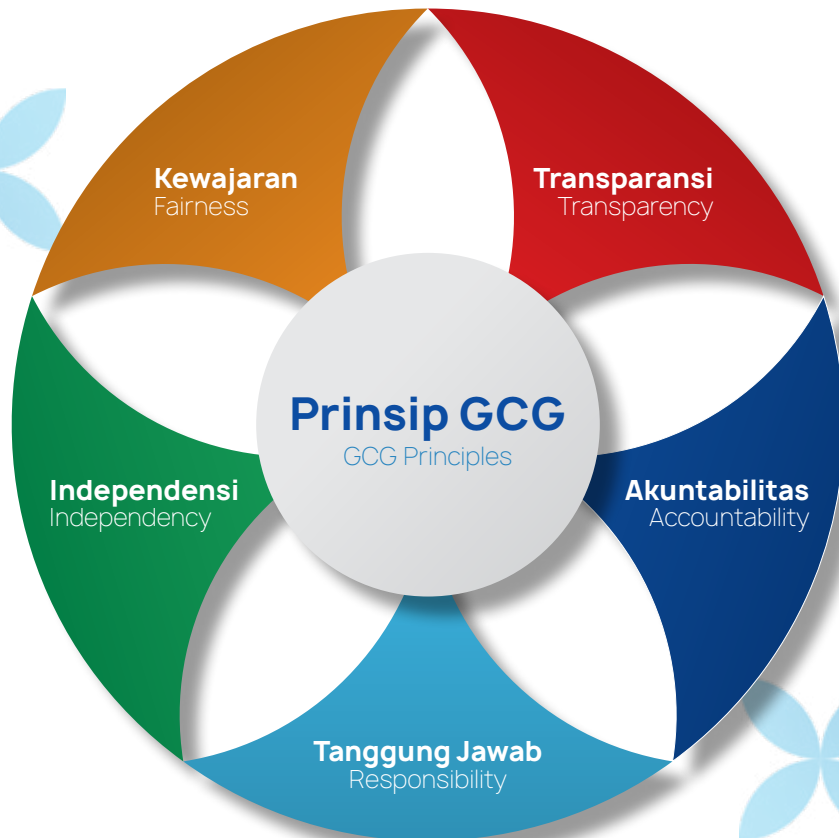 Kewajaran
Fairness
Transparansi
Transparency
Prinsip GCG
GCG Principles
Independensi
Independency
Akuntabilitas
Accountability
Tanggung Jawab
Responsibility